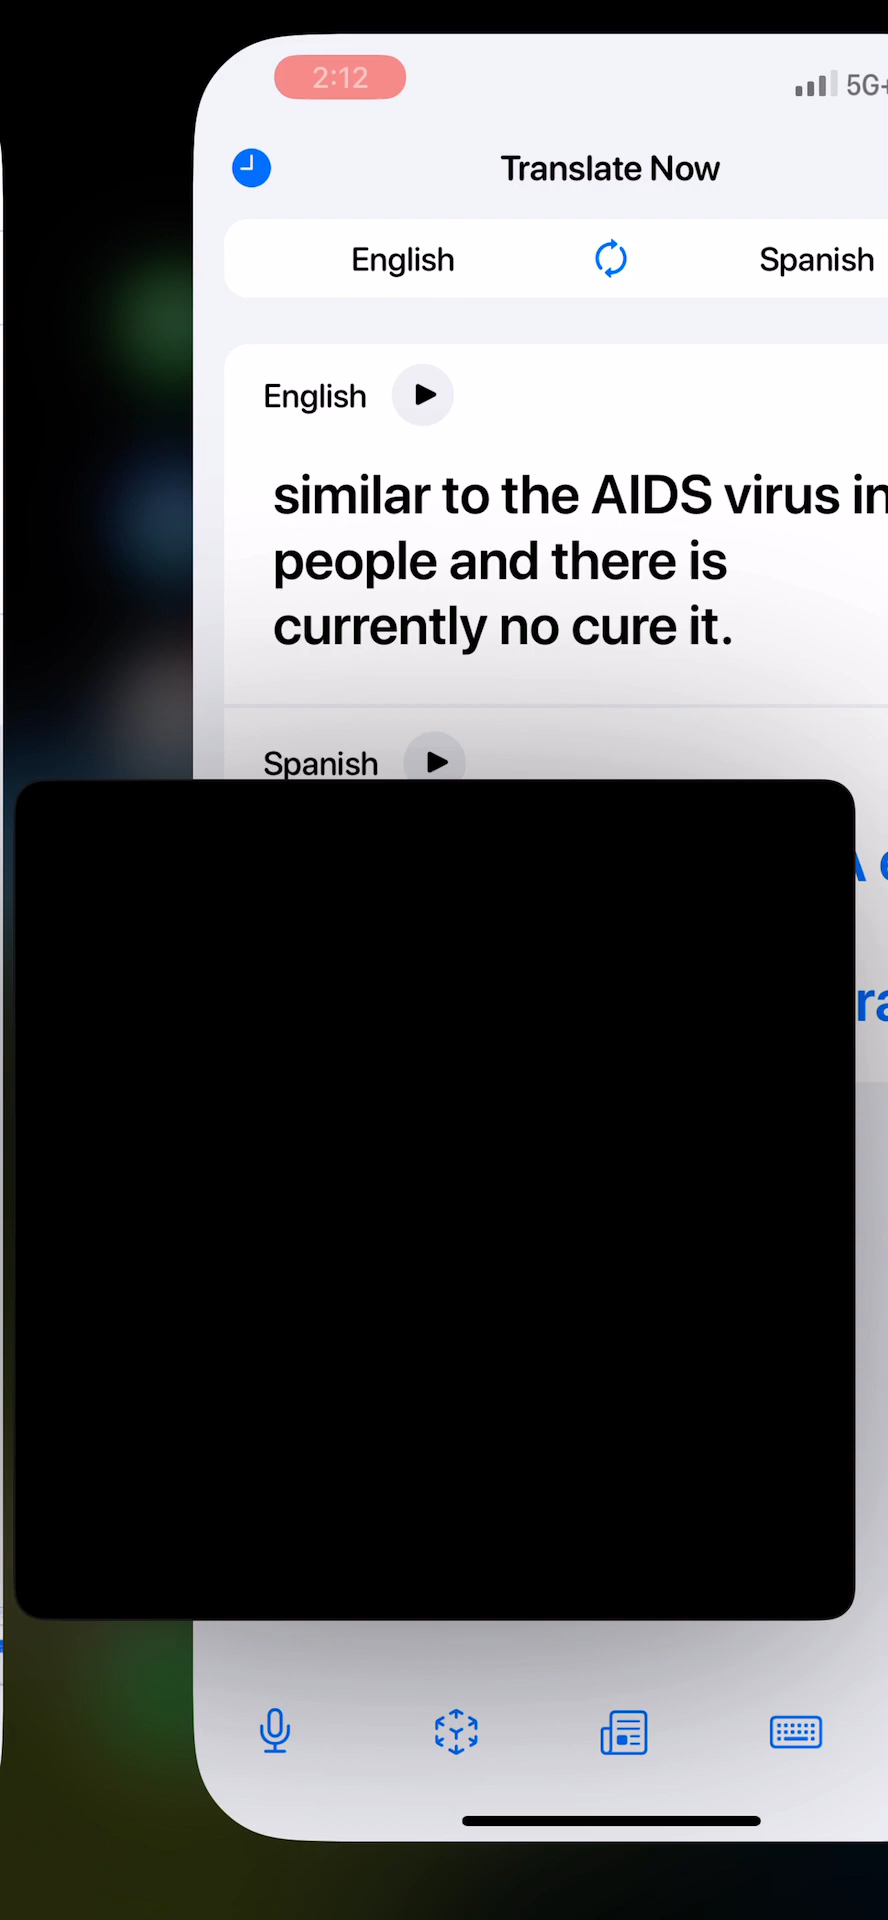 2:12
5G+
Translate Now
English
Spanish
English
similar to the AIDS virus in
people and there is
currently no cure it.
Spanish